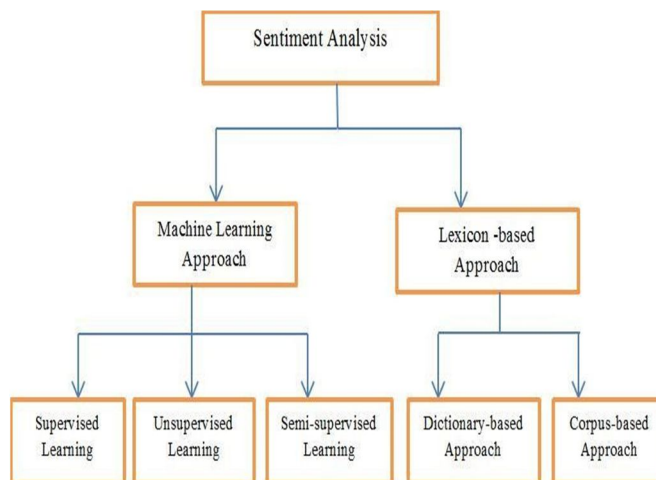 Sentiment Analysis
Machine Learning
Approach
Lexicon -based
Approach
Supervised
Learning
Unsupervised
Learning
Semi-supervised
Learning
Dictionary-based
Approach
Corpus-based
Approach